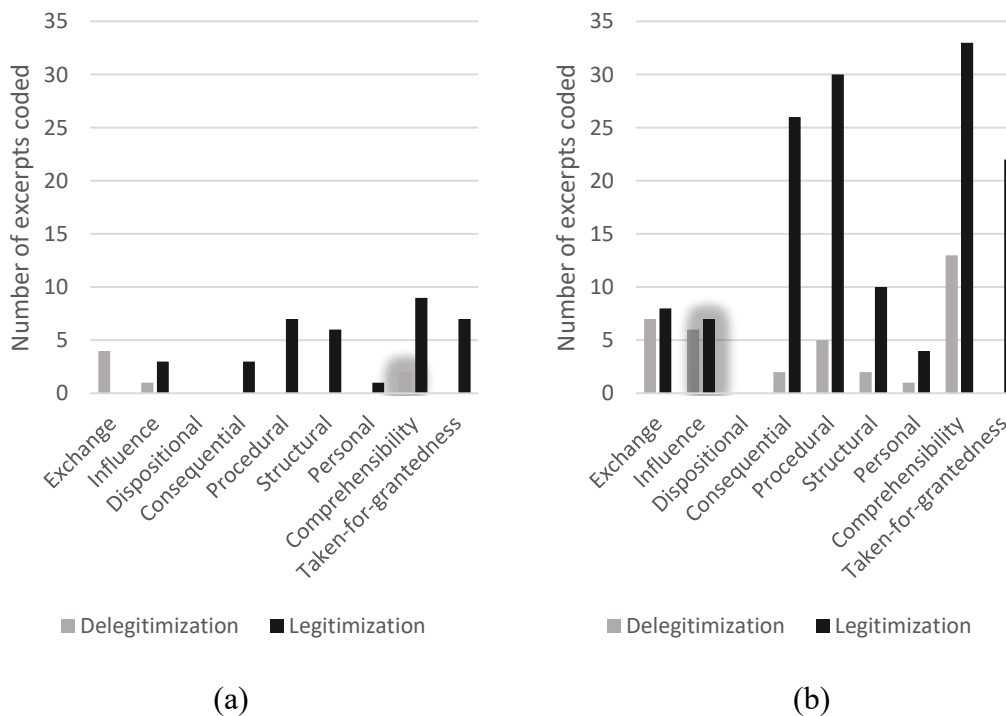 35
30
25
20
15
10
5
0
Number of excerpts coded
Exchange
Influence
Dispositional
Consequential
Procedural
Structural
Personal
Comprehensibility
Taken-for-grantedness
Delegitimization Legitimization
(a)
35
30
25
20
15
10
5
0
Number of excerpts coded
Exchange
Influence
Dispositional
Consequential
Procedural
Structural
Personal
Comprehensibility
Taken-for-grantedness
Delegitimization Legitimization
(b)